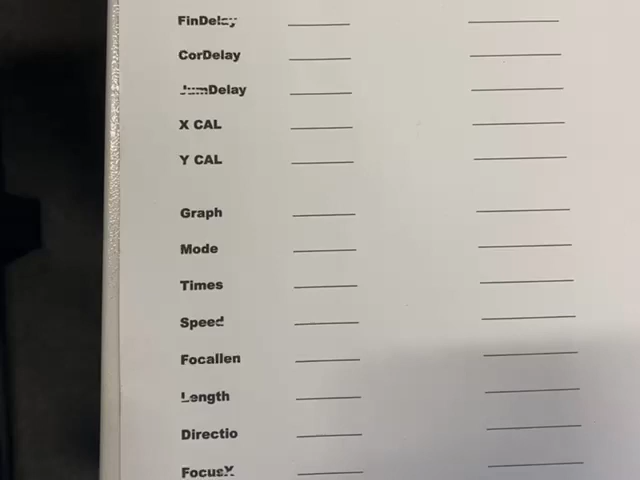 FinDelay
CorDelay
JumDelay
X CAL
Y CAL
Graph
Mode
Times
Speed
Focallen
Length
Directio
FocusX